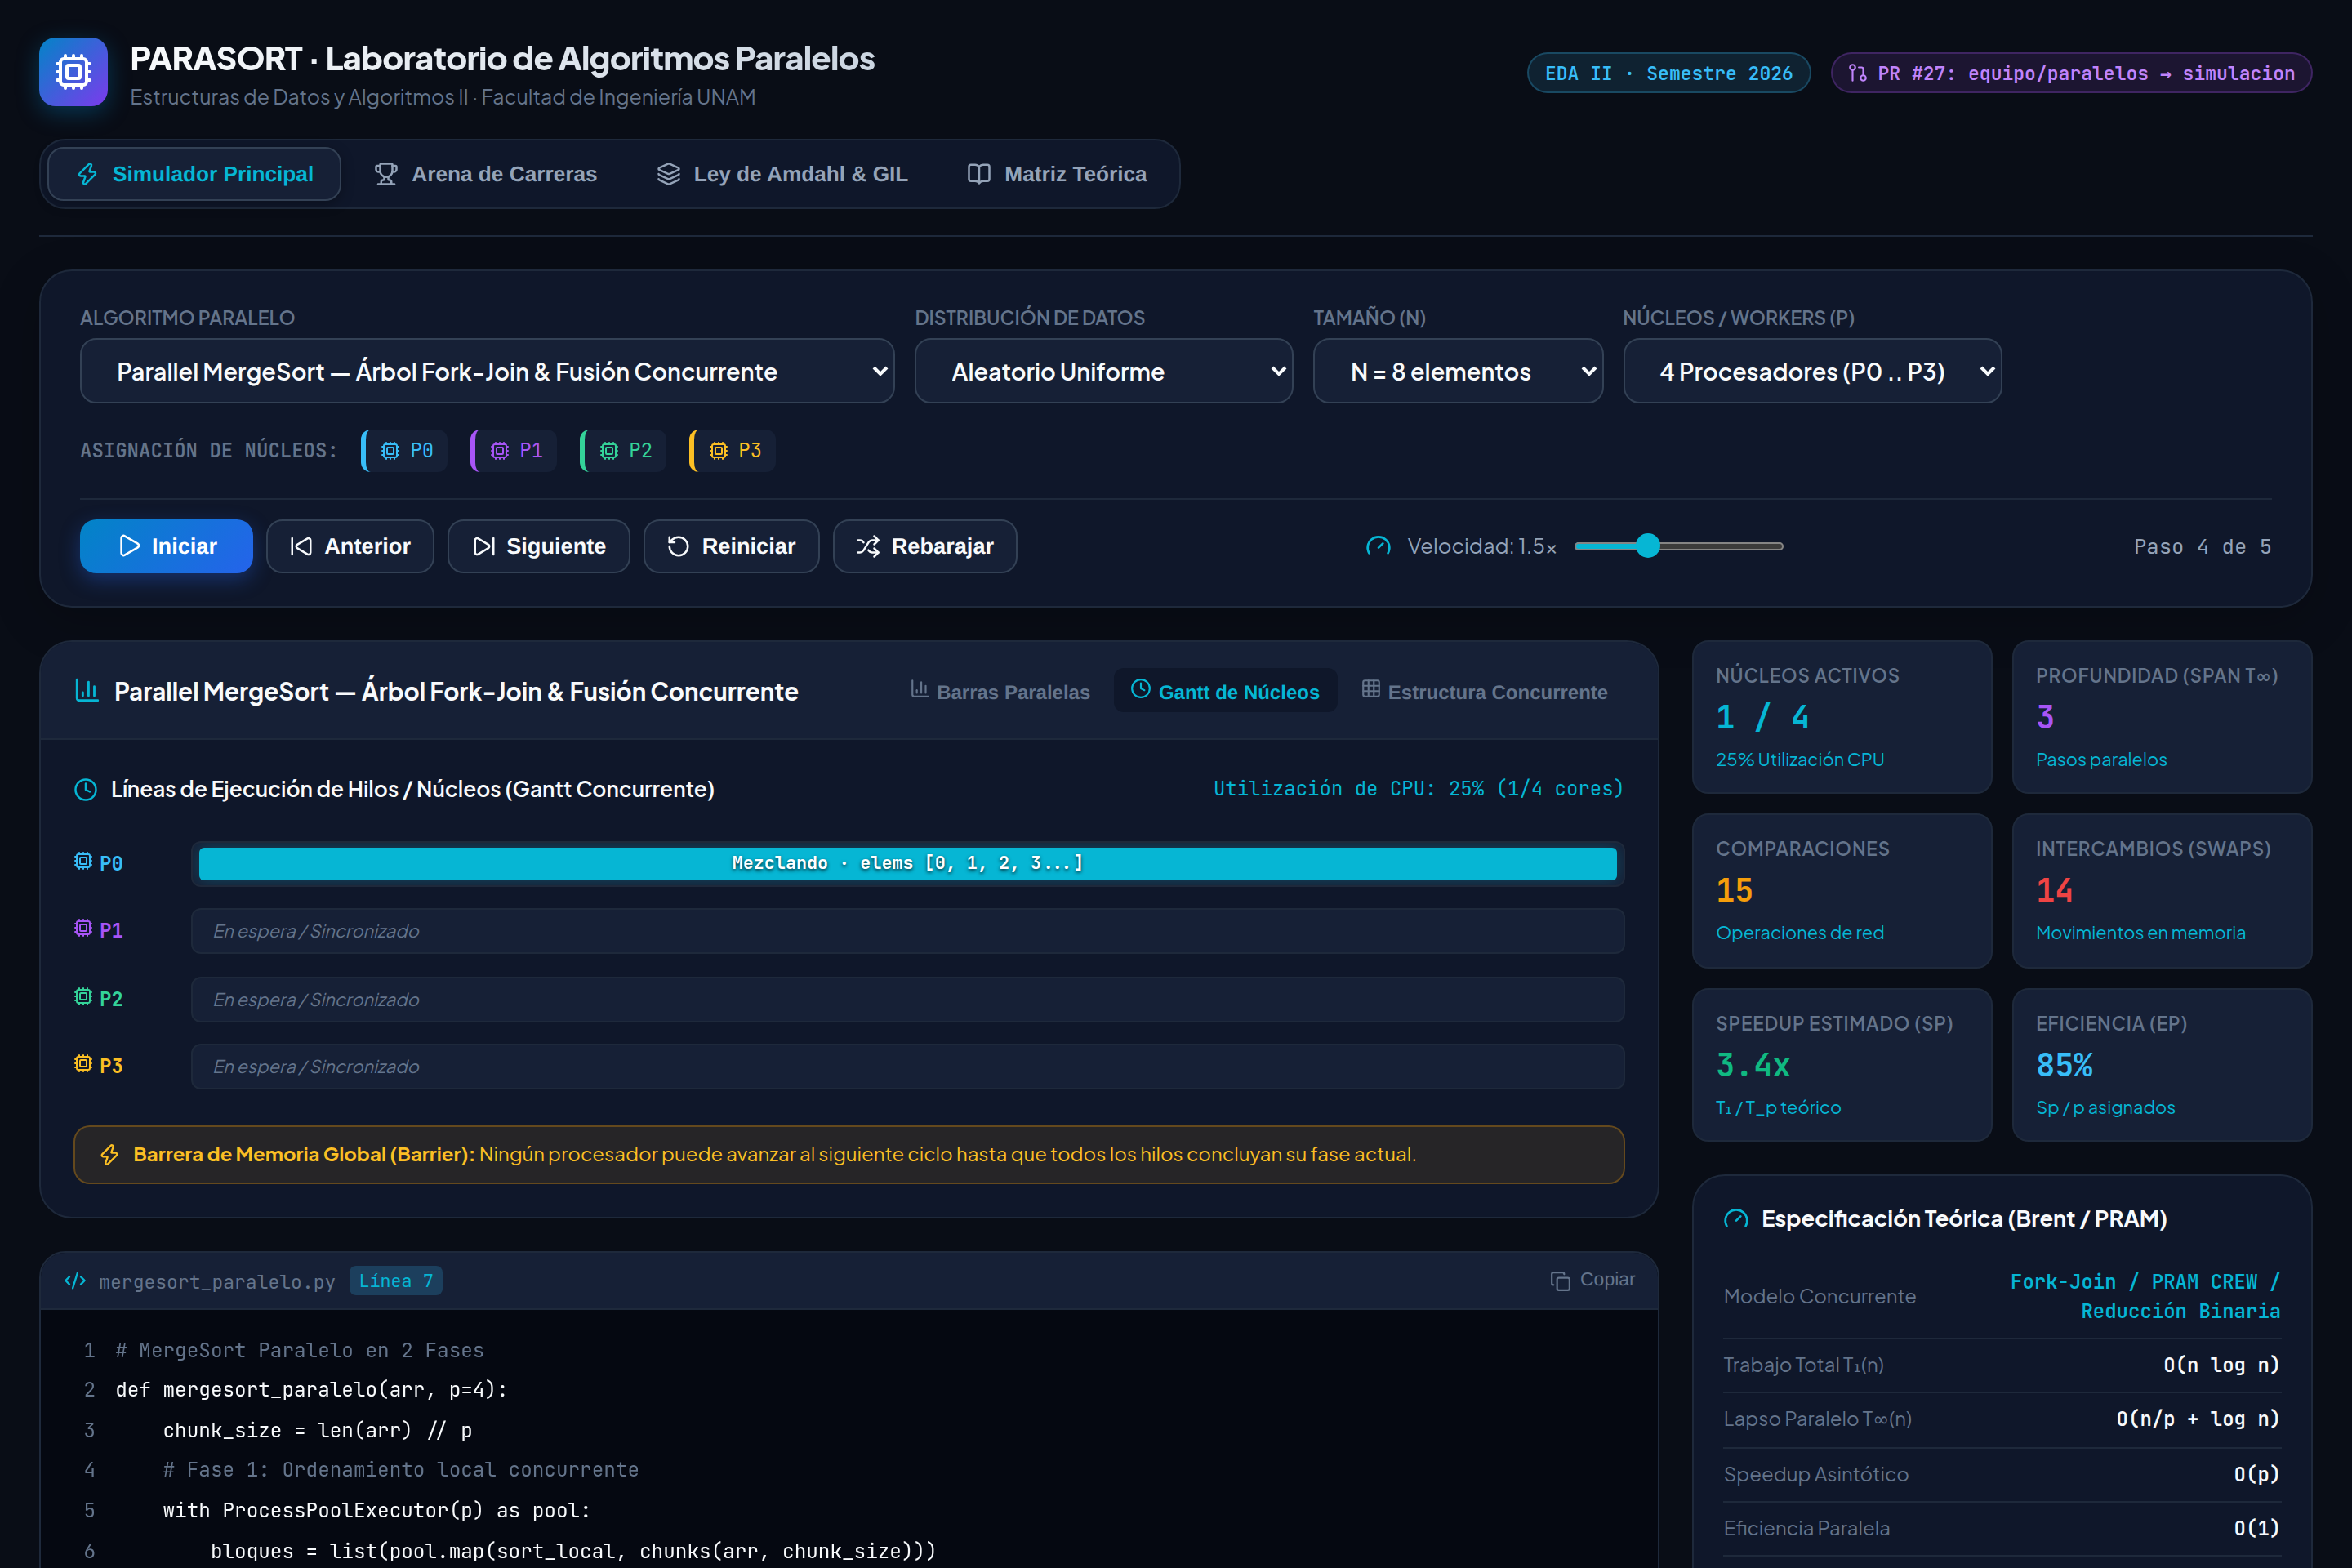 PARASORT · Laboratorio de Algoritmos Paralelos
Estructuras de Datos y Algoritmos II · Facultad de Ingeniería UNAM
EDA II · Semestre 2026
PR #27: equipo/paralelos → simulacion
Simulador Principal
Arena de Carreras
Ley de Amdahl & GIL
Matriz Teórica
ALGORITMO PARALELO
Parallel MergeSort — Árbol Fork-Join & Fusión Concurrente
DISTRIBUCIÓN DE DATOS
Aleatorio Uniforme
TAMAÑO (N)
N = 8 elementos
NÚCLEOS / WORKERS (P)
4 Procesadores (P0 .. P3)
ASIGNACIÓN DE NÚCLEOS:
P0
P1
P2
P3
Iniciar
Anterior
Siguiente
Reiniciar
Rebarajar
Velocidad: 1.5×
Paso 4 de 5
Parallel MergeSort — Árbol Fork-Join & Fusión Concurrente
Barras Paralelas
Gantt de Núcleos
Estructura Concurrente
Líneas de Ejecución de Hilos / Núcleos (Gantt Concurrente)
Utilización de CPU: 25% (1/4 cores)
P0
Mezclando · elems [0, 1, 2, 3...]
P1
En espera / Sincronizado
P2
En espera / Sincronizado
P3
En espera / Sincronizado
Barrera de Memoria Global (Barrier): Ningún procesador puede avanzar al siguiente ciclo hasta que todos los hilos concluyan su fase actual.
NÚCLEOS ACTIVOS
1 / 4
25% Utilización CPU
PROFUNDIDAD (SPAN T∞)
3
Pasos paralelos
COMPARACIONES
15
Operaciones de red
INTERCAMBIOS (SWAPS)
14
Movimientos en memoria
SPEEDUP ESTIMADO (SP)
3.4x
T₁ / T_p teórico
EFICIENCIA (EP)
85%
Sp / p asignados
mergesort_paralelo.py
Línea 7
Copiar
1 # MergeSort Paralelo en 2 Fases
2 def mergesort_paralelo(arr, p=4):
3 chunk_size = len(arr) // p
4 # Fase 1: Ordenamiento local concurrente
5 with ProcessPoolExecutor(p) as pool:
6 bloques = list(pool.map(sort_local, chunks(arr, chunk_size)))
Especificación Teórica (Brent / PRAM)
Modelo Concurrente
Fork-Join / PRAM CREW /
Reducción Binaria
Trabajo Total T₁(n)
O(n log n)
Lapso Paralelo T∞(n)
O(n/p + log n)
Speedup Asintótico
O(p)
Eficiencia Paralela
O(1)